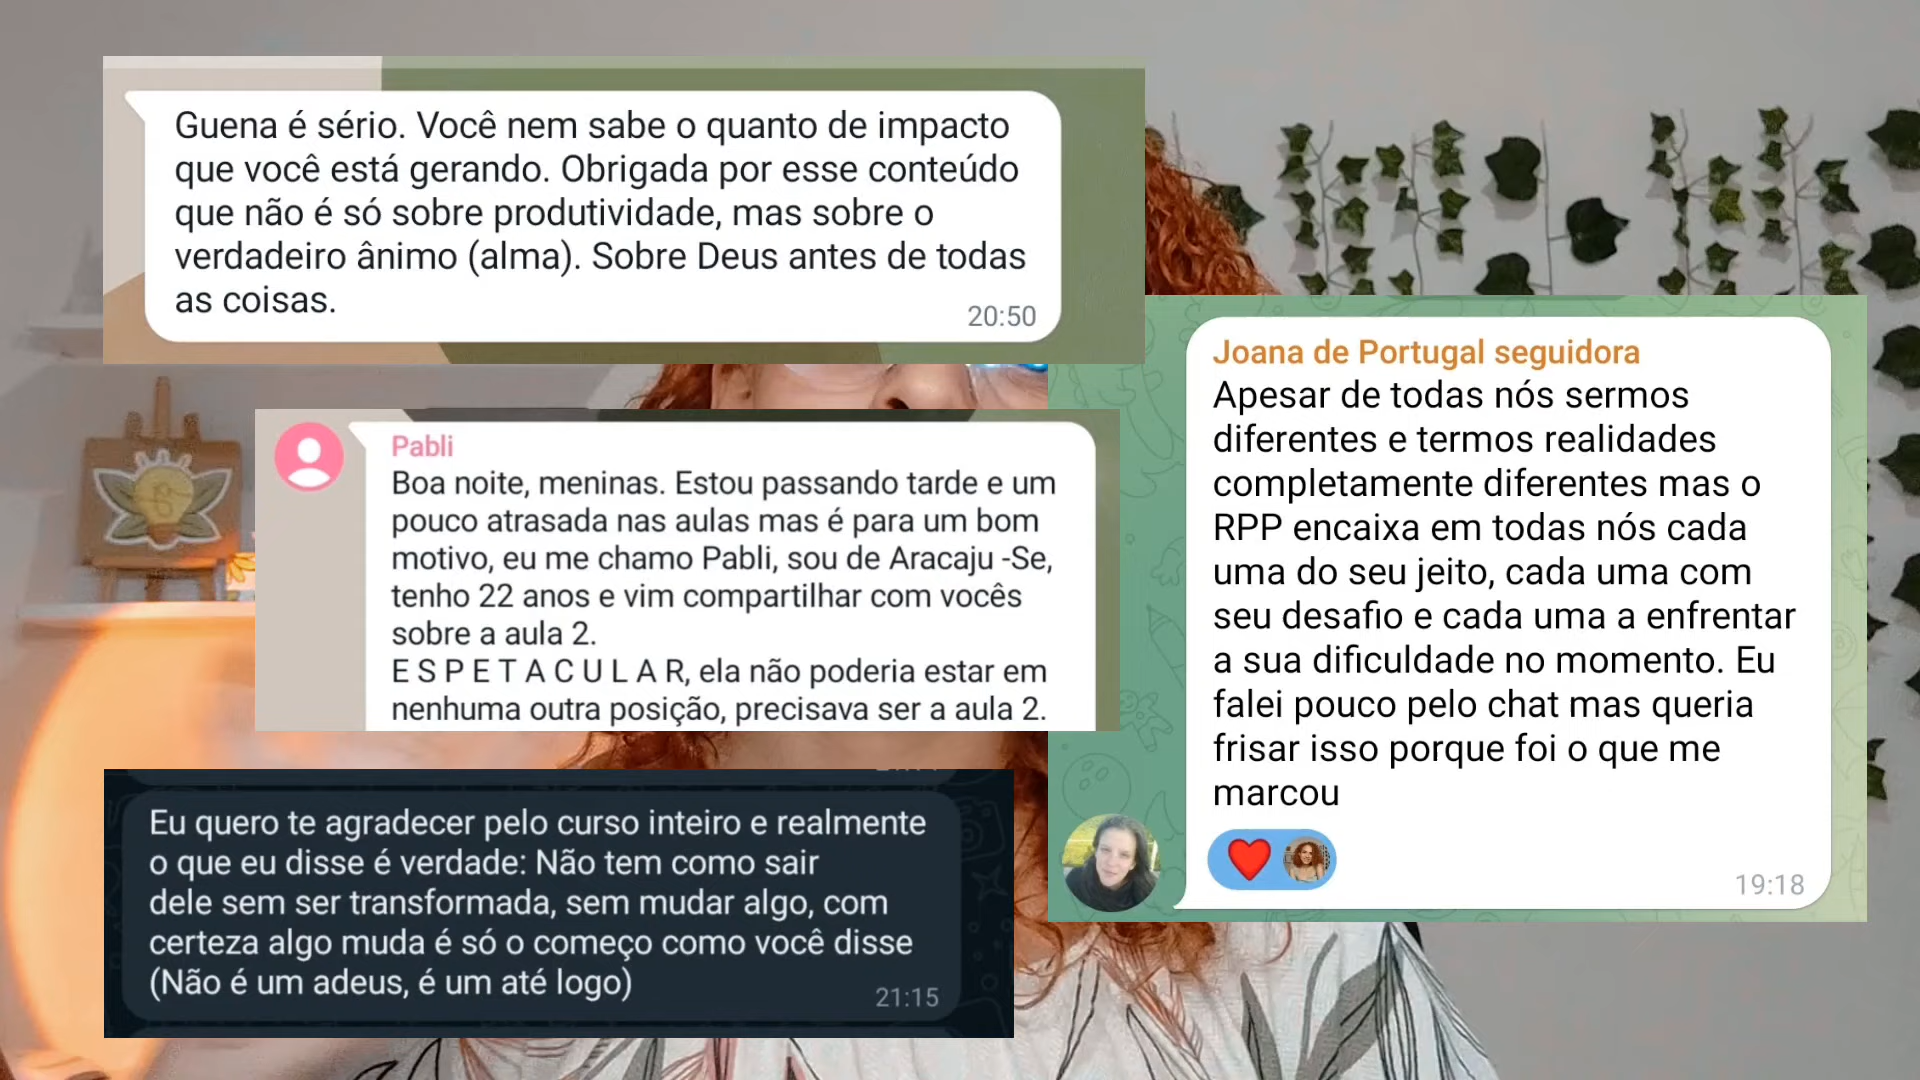 Guena é sério. Você nem sabe o quanto de impacto
que você está gerando. Obrigada por esse conteúdo
que não é só sobre produtividade, mas sobre o
verdadeiro ânimo (alma). Sobre Deus antes de todas
as coisas.
20:50
Pabli
Boa noite, meninas. Estou passando tarde e um
pouco atrasada nas aulas mas é para um bom
motivo, eu me chamo Pabli, sou de Aracaju -Se,
tenho 22 anos e vim compartilhar com vocês
sobre a aula 2.
E S P E T A C U L A R, ela não poderia estar em
nenhuma outra posição, precisava ser a aula 2.
Eu quero te agradecer pelo curso inteiro e realmente
o que eu disse é verdade: Não tem como sair
dele sem ser transformada, sem mudar algo, com
certeza algo muda é só o começo como você disse
(Não é um adeus, é um até logo)
21:15
Joana de Portugal seguidora
Apesar de todas nós sermos
diferentes e termos realidades
completamente diferentes mas o
RPP encaixa em todas nós cada
uma do seu jeito, cada uma com
seu desafio e cada uma a enfrentar
a sua dificuldade no momento. Eu
falei pouco pelo chat mas queria
frisar isso porque foi o que me
marcou
19:18